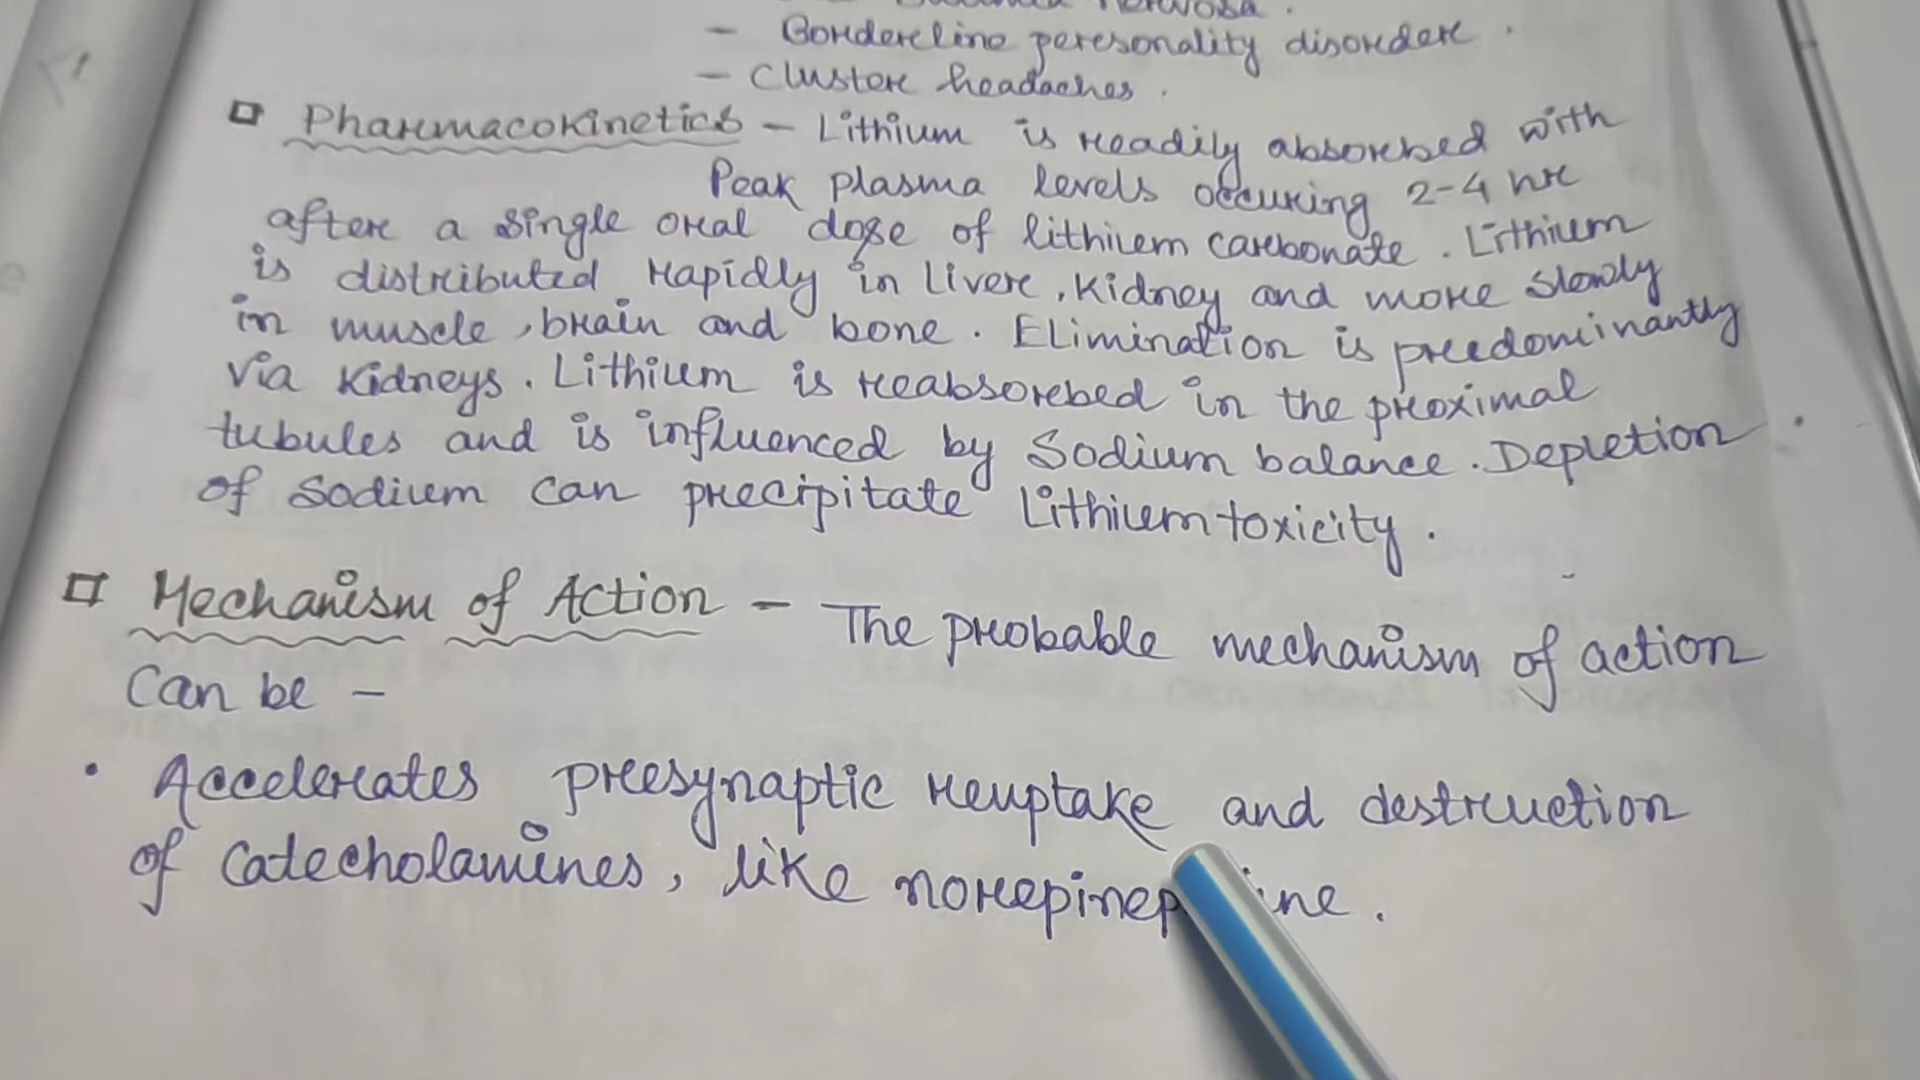 Nervosa.
- Borderline personality disorder.
- Cluster headaches.
Pharmacokinetics - Lithium is readily absorbed with
Peak plasma levels occuring 2-4 hr
after a single oral dose of lithium carbonate. Lithium
is distributed rapidly in liver, kidney and more slowly
in muscle, brain and bone. Elimination is predominantly
via kidneys. Lithium is reabsorbed in the proximal
tubules and is influenced by Sodium balance. Depletion
of sodium can precipitate Lithium toxicity.
Mechanism of Action - The probable mechanism of action
can be -
• Accelerates presynaptic reuptake and destruction
of catecholamines, like